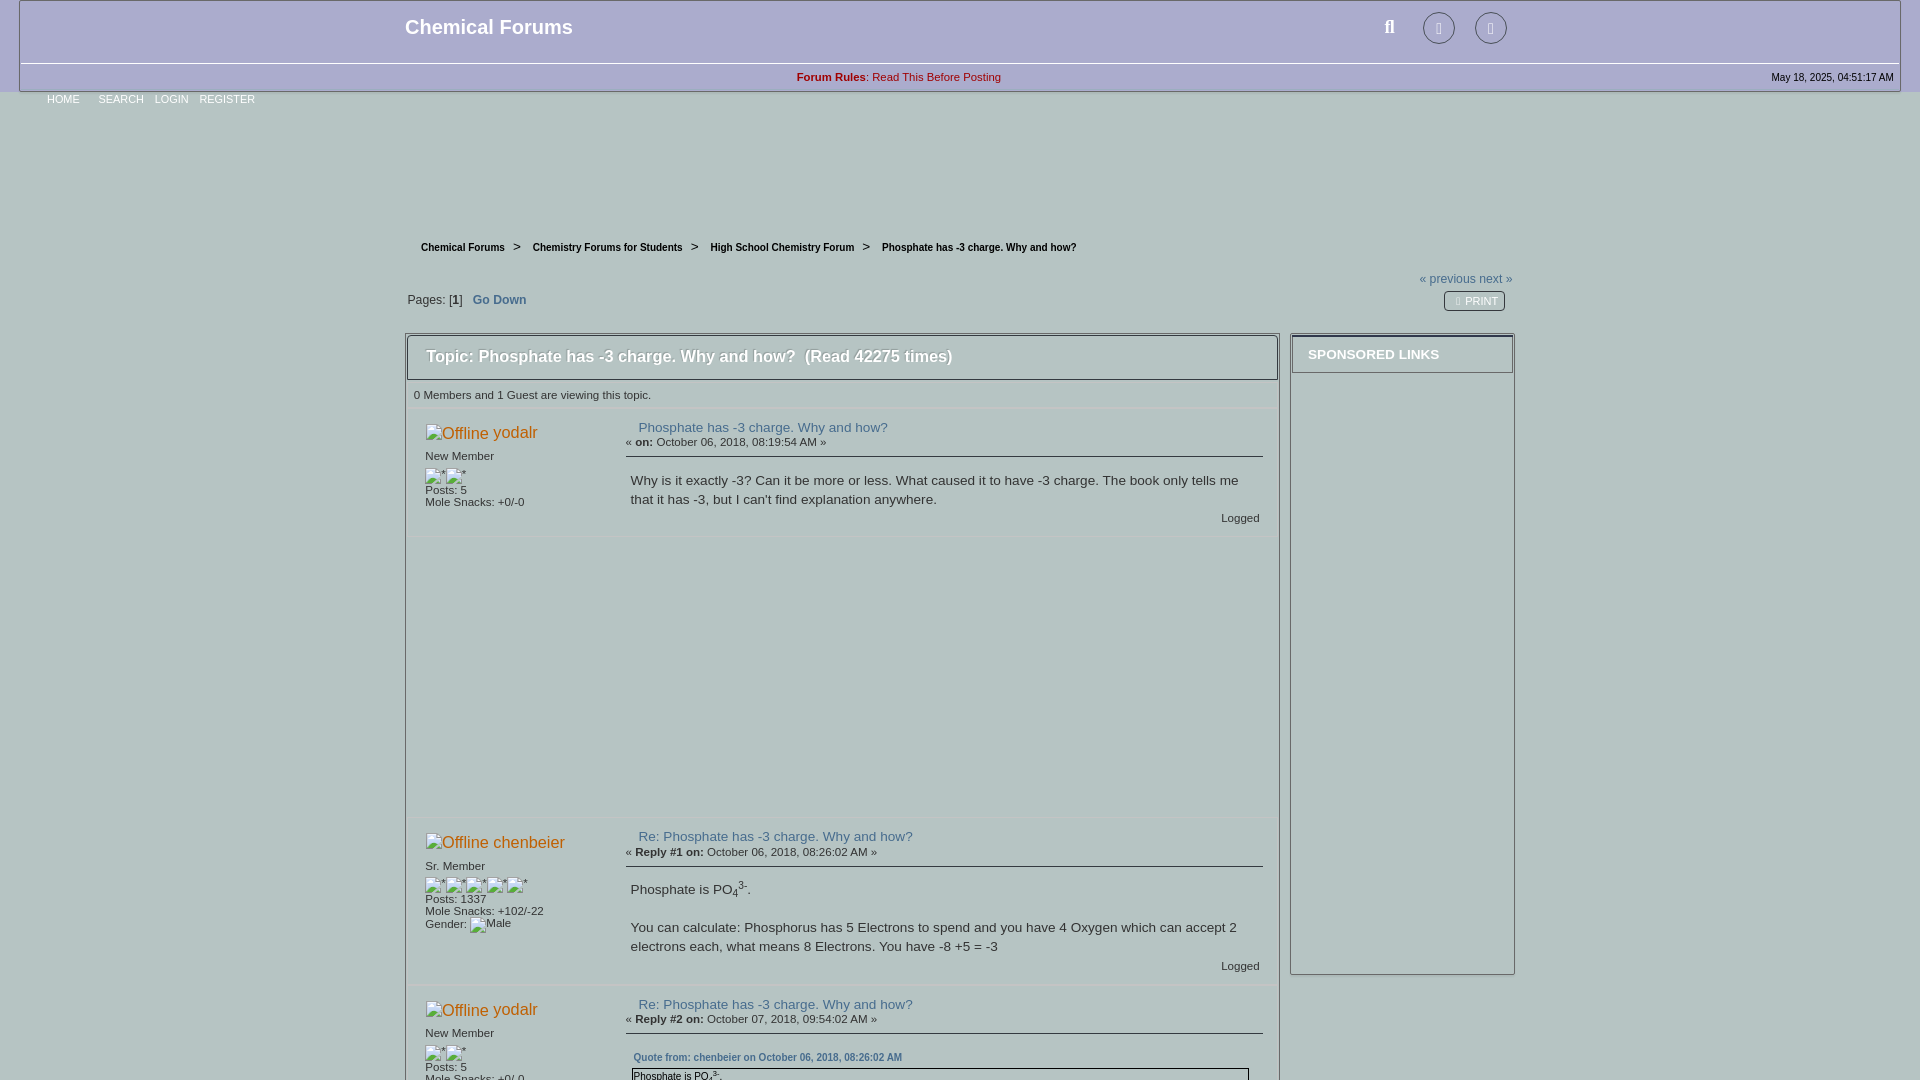 Chemical Forums
Forum Rules: Read This Before Posting
May 18, 2025, 04:51:17 AM
HOME SEARCH LOGIN REGISTER
Chemical Forums > Chemistry Forums for Students > High School Chemistry Forum > Phosphate has -3 charge. Why and how?
« previous next »
Pages: [1] Go Down
PRINT
Topic: Phosphate has -3 charge. Why and how? (Read 42275 times)
SPONSORED LINKS
0 Members and 1 Guest are viewing this topic.
Offline yodalr
New Member
**
Posts: 5
Mole Snacks: +0/-0
Phosphate has -3 charge. Why and how?
« on: October 06, 2018, 08:19:54 AM »
Why is it exactly -3? Can it be more or less. What caused it to have -3 charge. The book only tells me
that it has -3, but I can't find explanation anywhere.
Logged
Offline chenbeier
Sr. Member
*****
Posts: 1337
Mole Snacks: +102/-22
Gender: Male
Re: Phosphate has -3 charge. Why and how?
« Reply #1 on: October 06, 2018, 08:26:02 AM »
Phosphate is PO4 3-.
You can calculate: Phosphorus has 5 Electrons to spend and you have 4 Oxygen which can accept 2
electrons each, what means 8 Electrons. You have -8 +5 = -3
Logged
Offline yodalr
New Member
**
Posts: 5
Mole Snacks: +0/-0
Re: Phosphate has -3 charge. Why and how?
« Reply #2 on: October 07, 2018, 09:54:02 AM »
Quote from: chenbeier on October 06, 2018, 08:26:02 AM
Phosphate is PO4 3-.